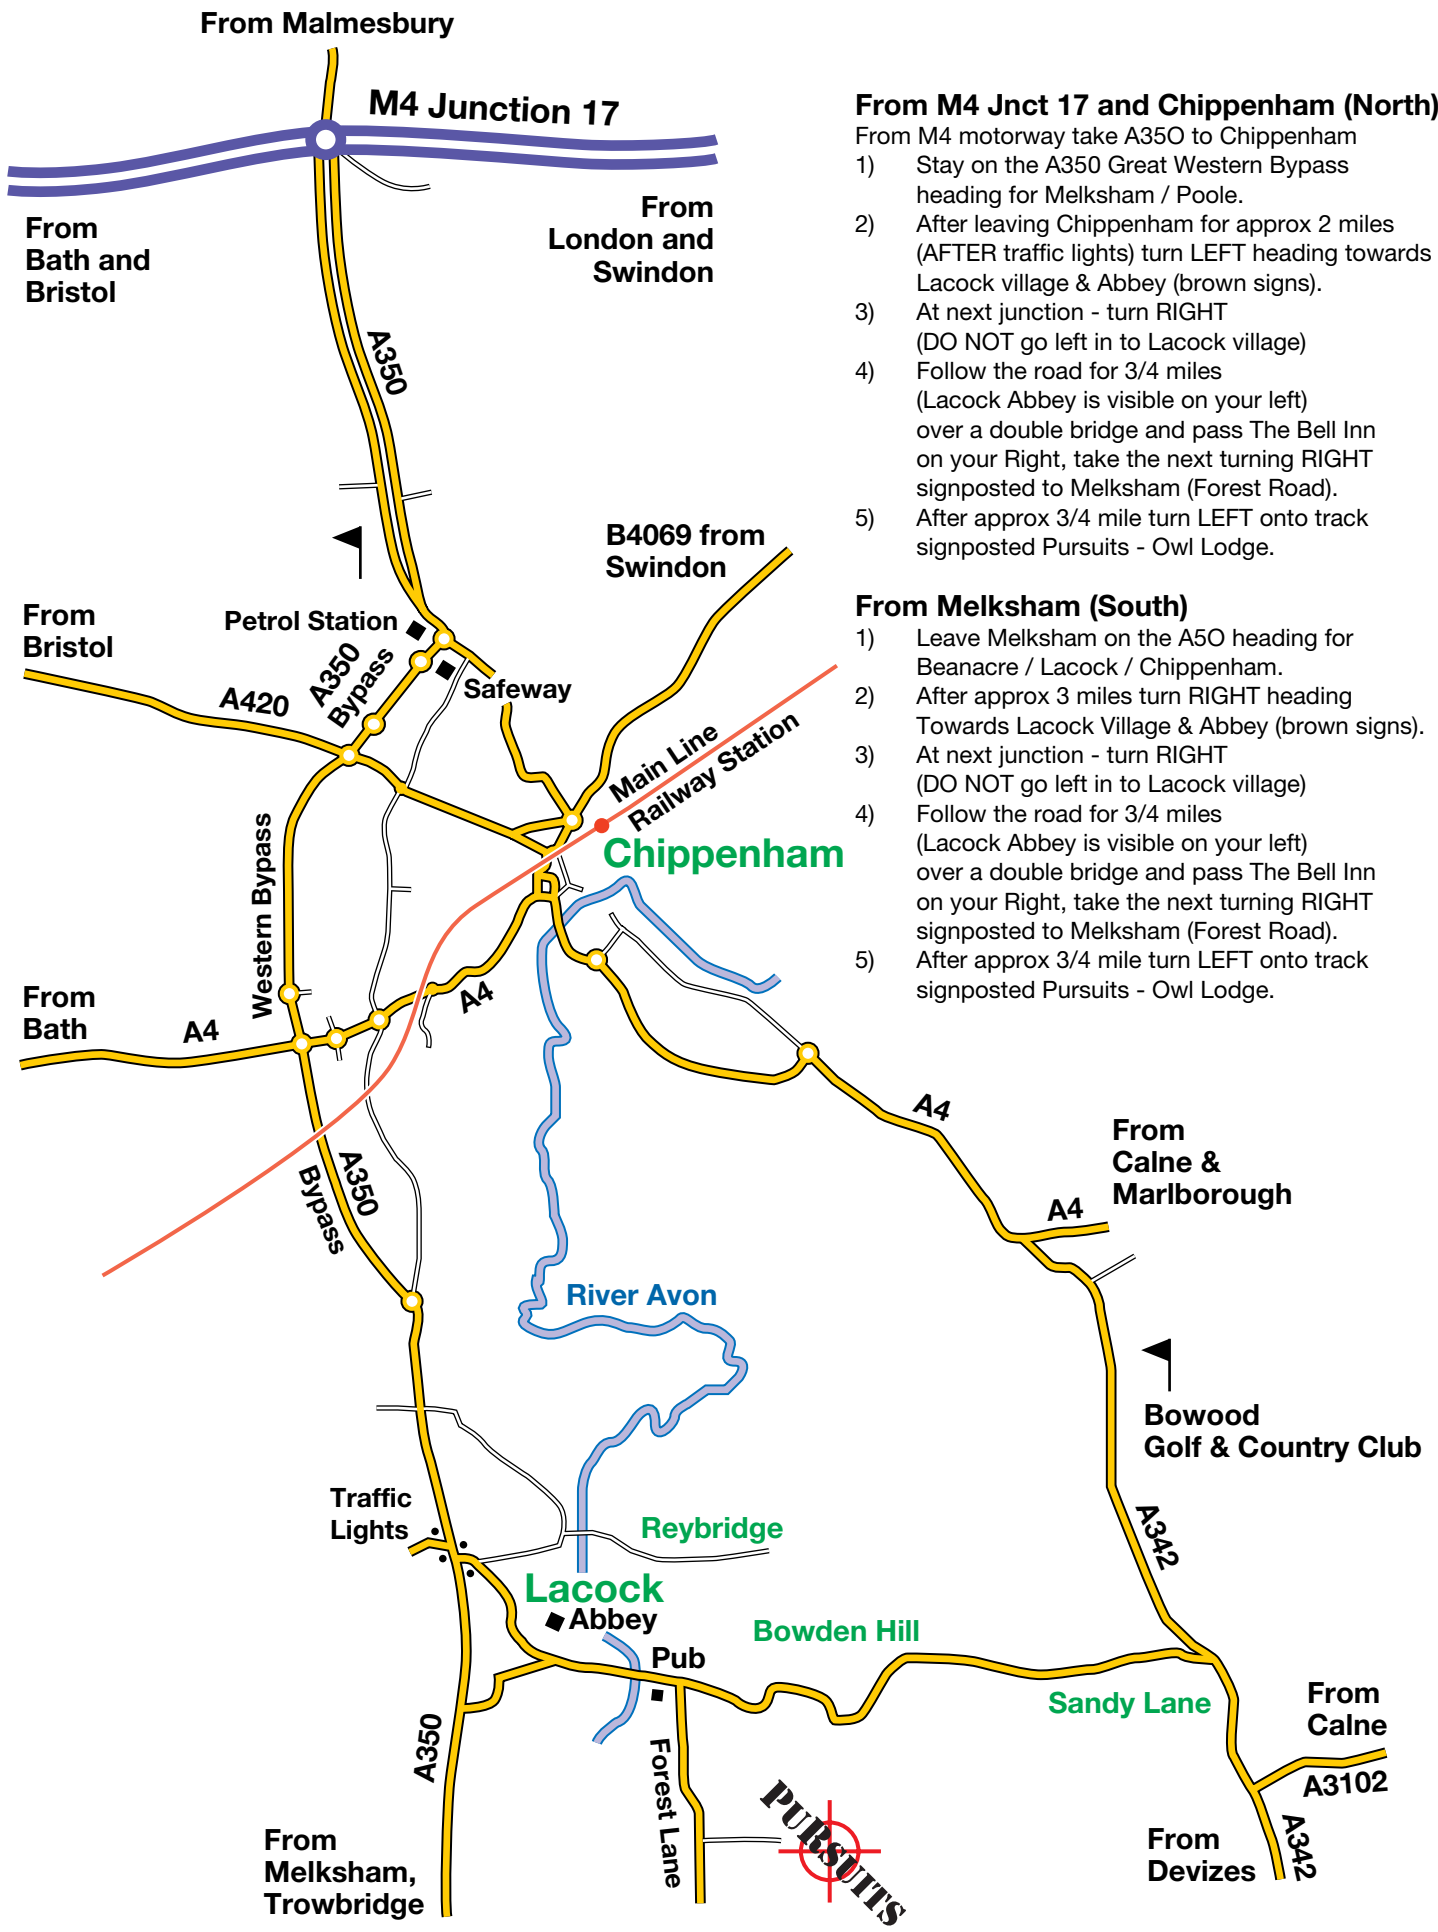 From Malmesbury
M4 Junction 17
From
Bath and
Bristol
From
London and
Swindon
A350
B4069 from
Swindon
From
Bristol
Petrol Station
A350
Bypass
Safeway
A420
Main Line
Railway Station
Chippenham
Western Bypass
From
Bath
A4
A4
A4
From
Calne &
Marlborough
A4
A350
Bypass
River Avon
Bowood
Golf & Country Club
Traffic
Lights
Reybridge
A342
Lacock
Abbey
Bowden Hill
Pub
Sandy Lane
From
Calne
A3102
A350
Forest Lane
From
Melksham,
Trowbridge
PURSUITS
From
Devizes
A342
From M4 Jnct 17 and Chippenham (North)
From M4 motorway take A35O to Chippenham
1) Stay on the A350 Great Western Bypass
heading for Melksham / Poole.
2) After leaving Chippenham for approx 2 miles
(AFTER traffic lights) turn LEFT heading towards
Lacock village & Abbey (brown signs).
3) At next junction - turn RIGHT
(DO NOT go left in to Lacock village)
4) Follow the road for 3/4 miles
(Lacock Abbey is visible on your left)
over a double bridge and pass The Bell Inn
on your Right, take the next turning RIGHT
signposted to Melksham (Forest Road).
5) After approx 3/4 mile turn LEFT onto track
signposted Pursuits - Owl Lodge.
From Melksham (South)
1) Leave Melksham on the A5O heading for
Beanacre / Lacock / Chippenham.
2) After approx 3 miles turn RIGHT heading
Towards Lacock Village & Abbey (brown signs).
3) At next junction - turn RIGHT
(DO NOT go left in to Lacock village)
4) Follow the road for 3/4 miles
(Lacock Abbey is visible on your left)
over a double bridge and pass The Bell Inn
on your Right, take the next turning RIGHT
signposted to Melksham (Forest Road).
5) After approx 3/4 mile turn LEFT onto track
signposted Pursuits - Owl Lodge.